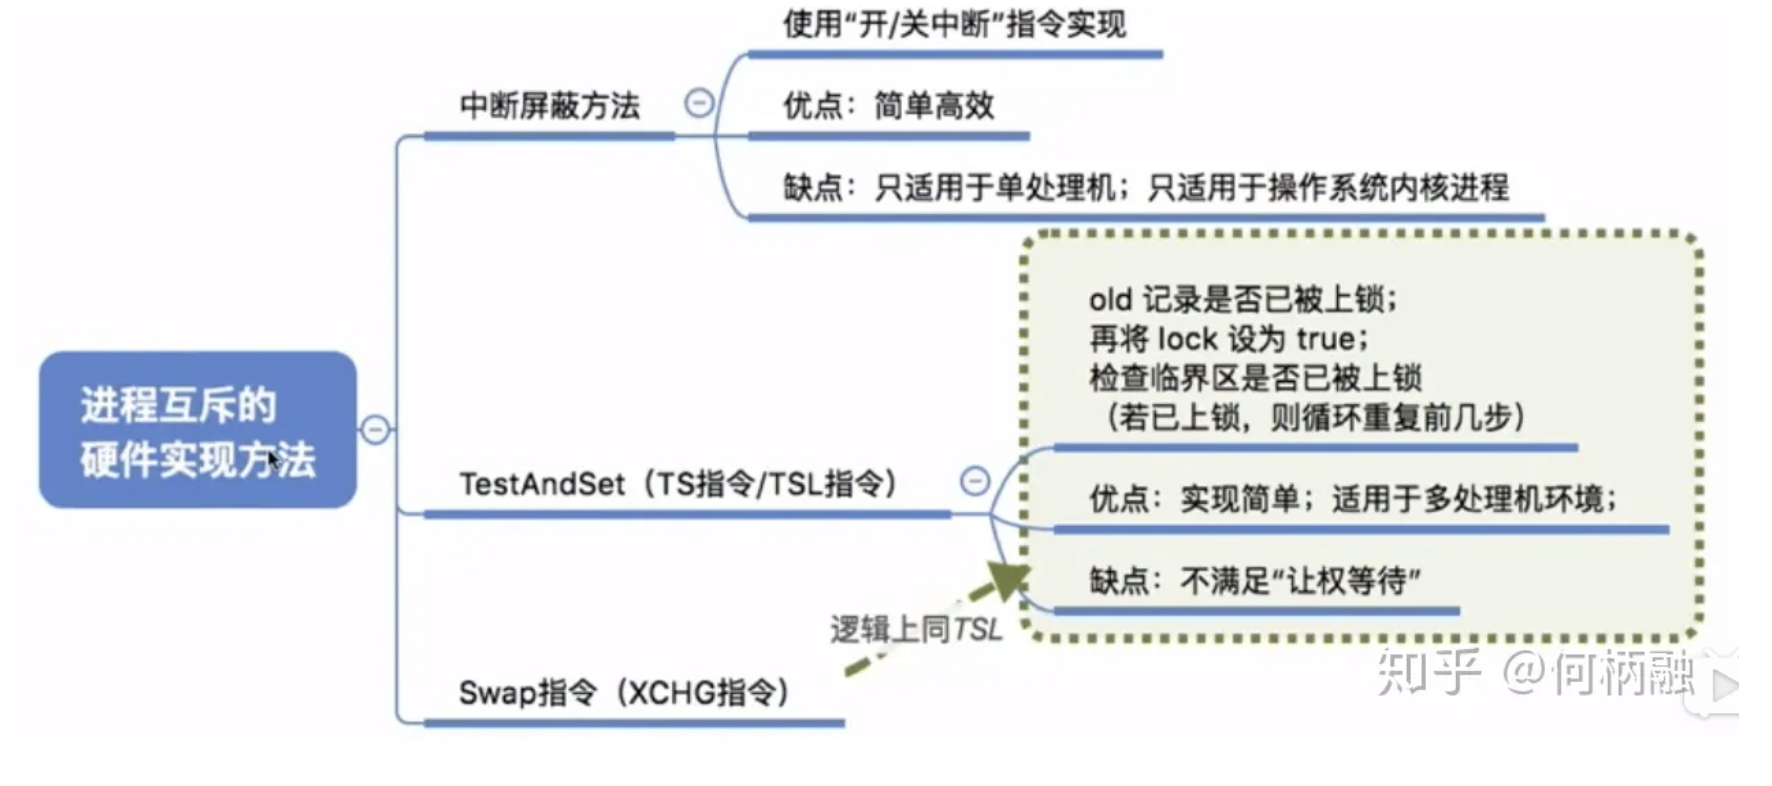 使用“开/关中断”指令实现
中断屏蔽方法
优点：简单高效
缺点：只适用于单处理机；只适用于操作系统内核进程
进程互斥的
硬件实现方法
old 记录是否已被上锁；
再将 lock 设为 true；
检查临界区是否已被上锁
（若已上锁，则循环重复前几步）
TestAndSet（TS指令/TSL指令）
优点：实现简单；适用于多处理机环境；
缺点：不满足“让权等待”
逻辑上同TSL
Swap指令（XCHG指令）
知乎 @何柄融